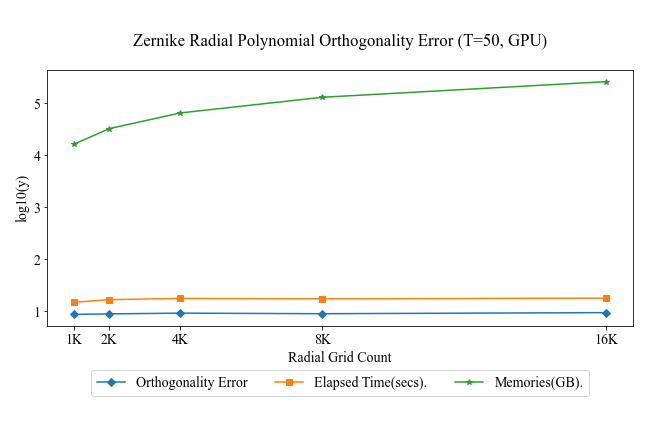 Zernike Radial Polynomial Orthogonality Error (T=50, GPU)
log10(y)
5
4
3
2
1
1K 2K 4K 8K 16K
Radial Grid Count
Orthogonality Error Elapsed Time(secs). Memories(GB).